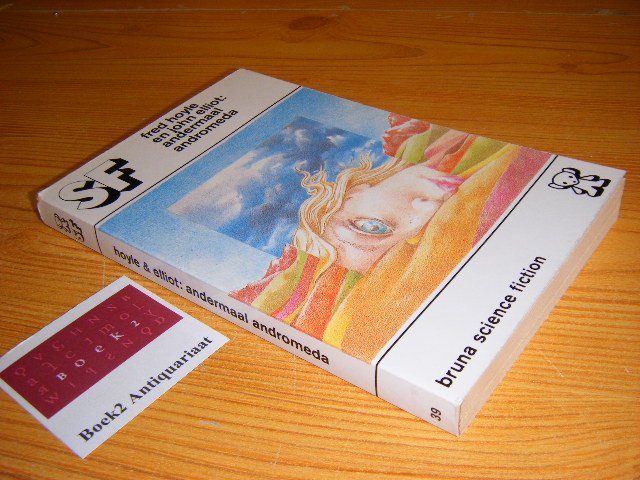 SF
fred hoyle
en john elliot:
andermaal
andromeda
hoyle & elliot: andermaal andromeda
bruna science fiction
39
BOEK2
Boek2 Antiquariaat